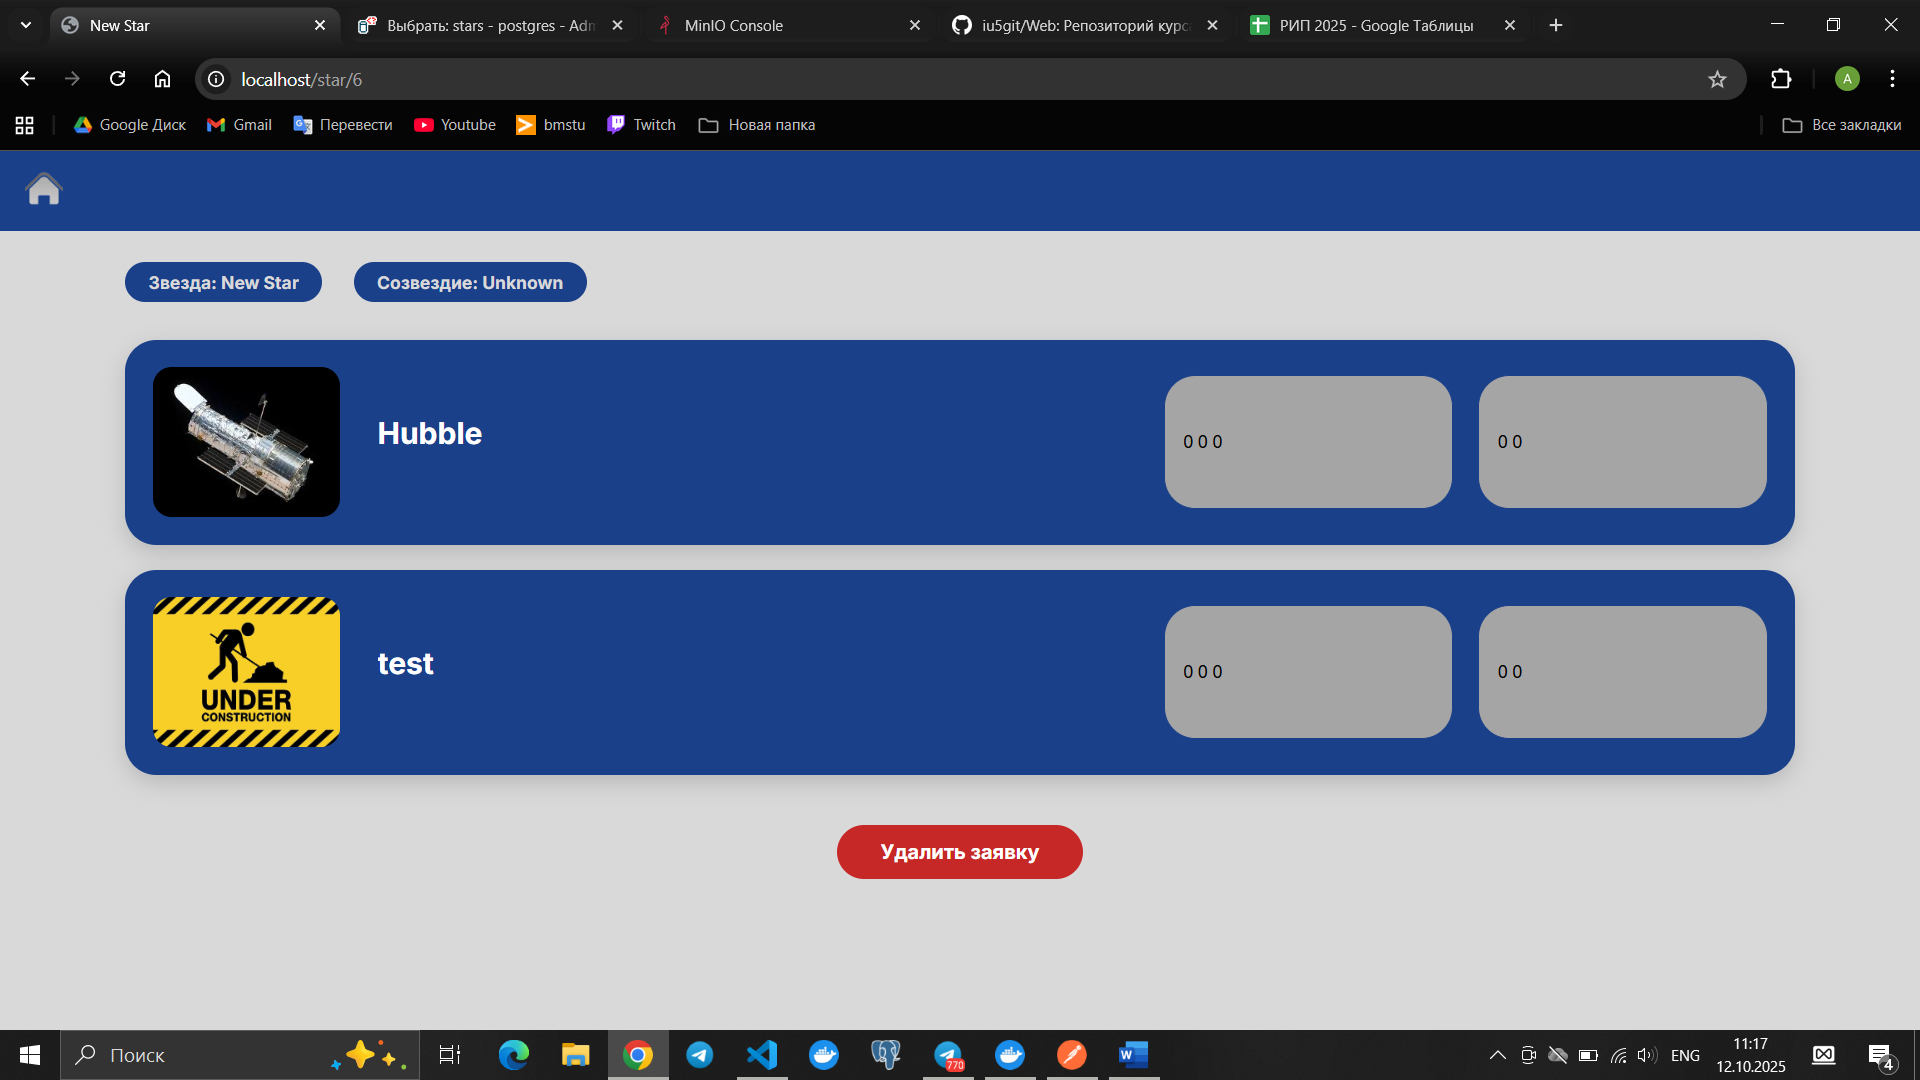 New Star
Выбрать: stars - postgres - Adm
MinIO Console
iu5git/Web: Репозиторий курс
РИП 2025 - Google Таблицы
localhost/star/6
A
Google Диск
Gmail
Перевести
Youtube
bmstu
Twitch
Новая папка
Все закладки
Звезда: New Star
Созвездие: Unknown
Hubble
0 0 0
0 0
UNDER
CONSTRUCTION
test
0 0 0
0 0
Удалить заявку
Поиск
770
W
ENG
11:17
12.10.2025
4